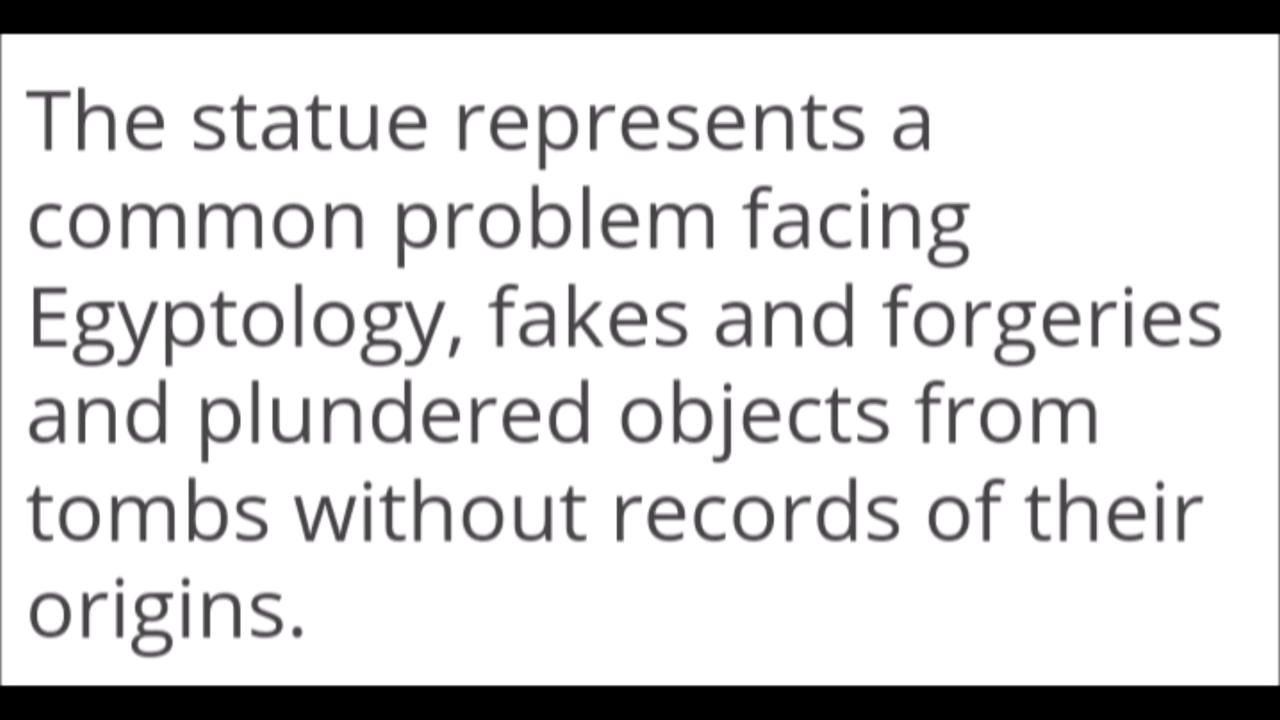 The statue represents a
common problem facing
Egyptology, fakes and forgeries
and plundered objects from
tombs without records of their
origins.